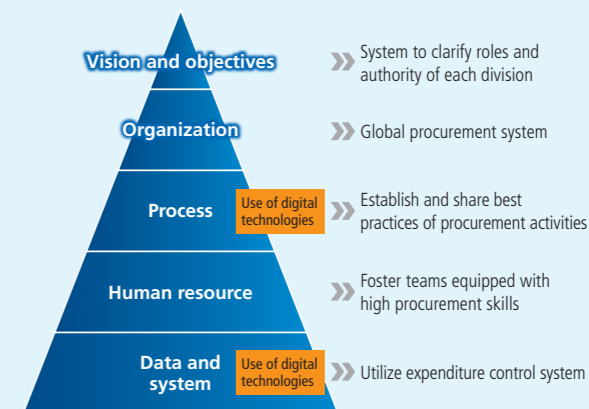 Vision and objectives
System to clarify roles and
authority of each division
Organization
Global procurement system
Process
Use of digital
technologies
Establish and share best
practices of procurement activities
Human resource
Foster teams equipped with
high procurement skills
Data and
system
Use of digital
technologies
Utilize expenditure control system